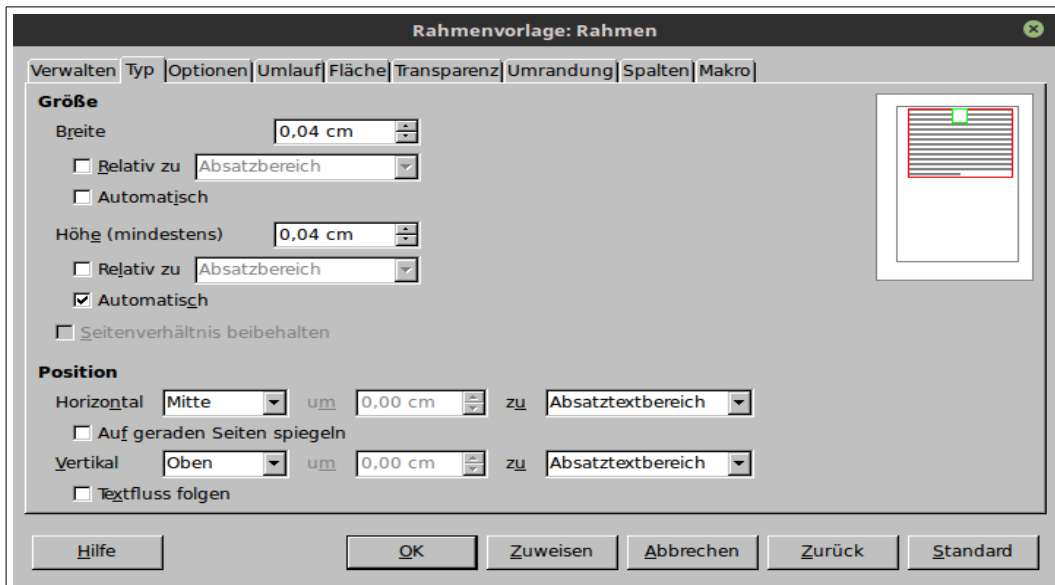 Rahmenvorlage: Rahmen
Verwalten Typ Optionen Umlauf Fläche Transparenz Umrandung Spalten Makro
Größe
Breite 0,04 cm
Relativ zu Absatzbereich
Automatisch
Höhe (mindestens) 0,04 cm
Relativ zu Absatzbereich
Automatisch
Seitenverhältnis beibehalten
Position
Horizontal Mitte um 0,00 cm zu Absatztextbereich
Auf geraden Seiten spiegeln
Vertikal Oben um 0,00 cm zu Absatztextbereich
Textfluss folgen
Hilfe OK Zuweisen Abbrechen Zurück Standard